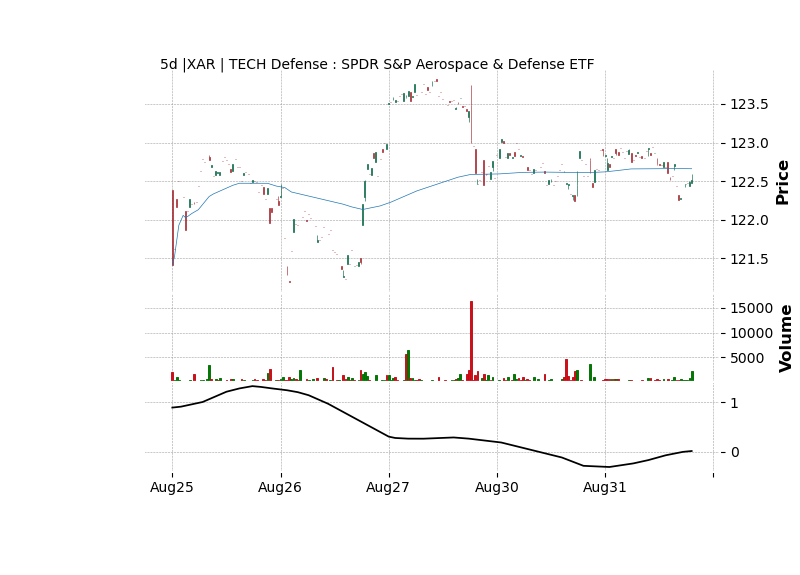 5d |XAR | TECH Defense : SPDR S&P Aerospace & Defense ETF
123.5
123.0
122.5
122.0
121.5
Price
15000
10000
5000
Volume
1
0
Aug25 Aug26 Aug27 Aug30 Aug31